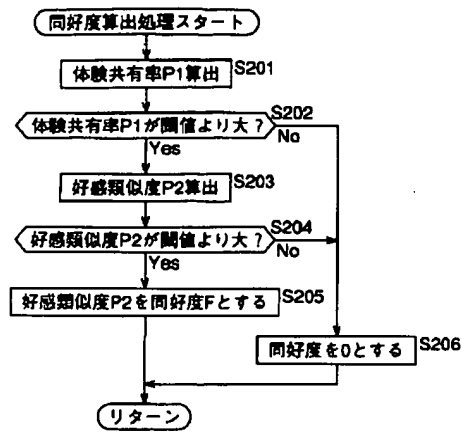 同好度算出処理スタート
体験共有率P1算出
S201
体験共有率P1が閾値より大?
S202
No
Yes
好感類似度P2算出
S203
好感類似度P2が閾値より大?
S204
No
Yes
好感類似度P2を同好度Fとする
S205
同好度を0とする
S206
リターン